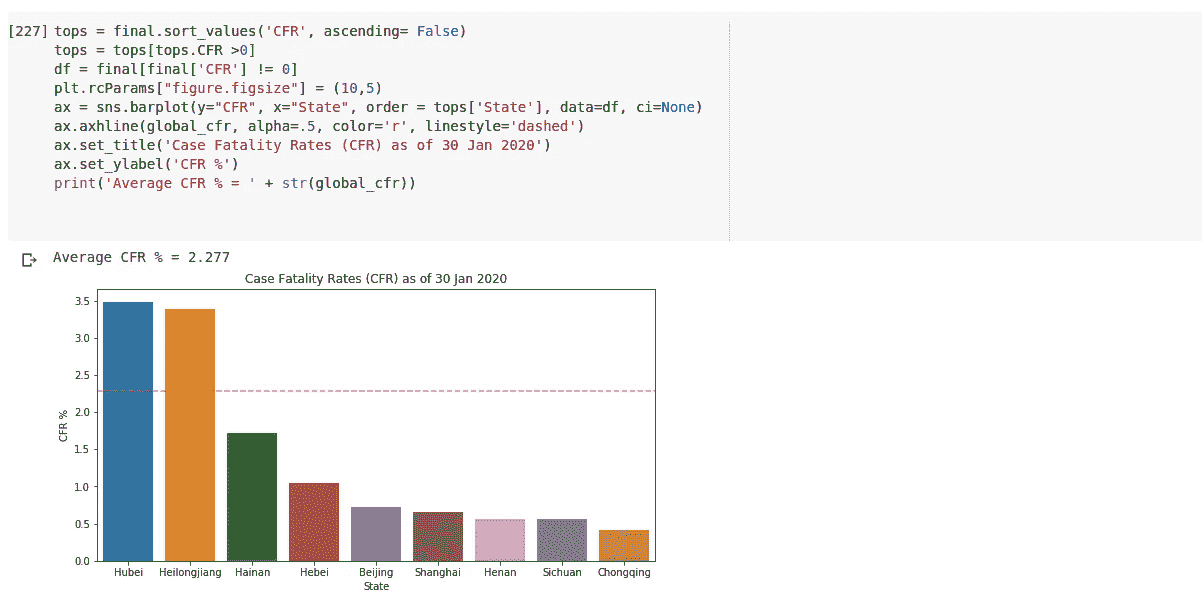 [227] tops = final.sort_values('CFR', ascending= False)
tops = tops[tops.CFR >0]
df = final[final['CFR'] != 0]
plt.rcParams["figure.figsize"] = (10,5)
ax = sns.barplot(y="CFR", x="State", order = tops['State'], data=df, ci=None)
ax.axhline(global_cfr, alpha=.5, color='r', linestyle='dashed')
ax.set_title('Case Fatality Rates (CFR) as of 30 Jan 2020')
ax.set_ylabel('CFR %')
print('Average CFR % = ' + str(global_cfr))
Average CFR % = 2.277
Case Fatality Rates (CFR) as of 30 Jan 2020
3.5
3.0
2.5
2.0
1.5
1.0
0.5
0.0
CFR %
Hubei Heilongjiang Hainan Hebei Beijing Shanghai Henan Sichuan Chongqing
State